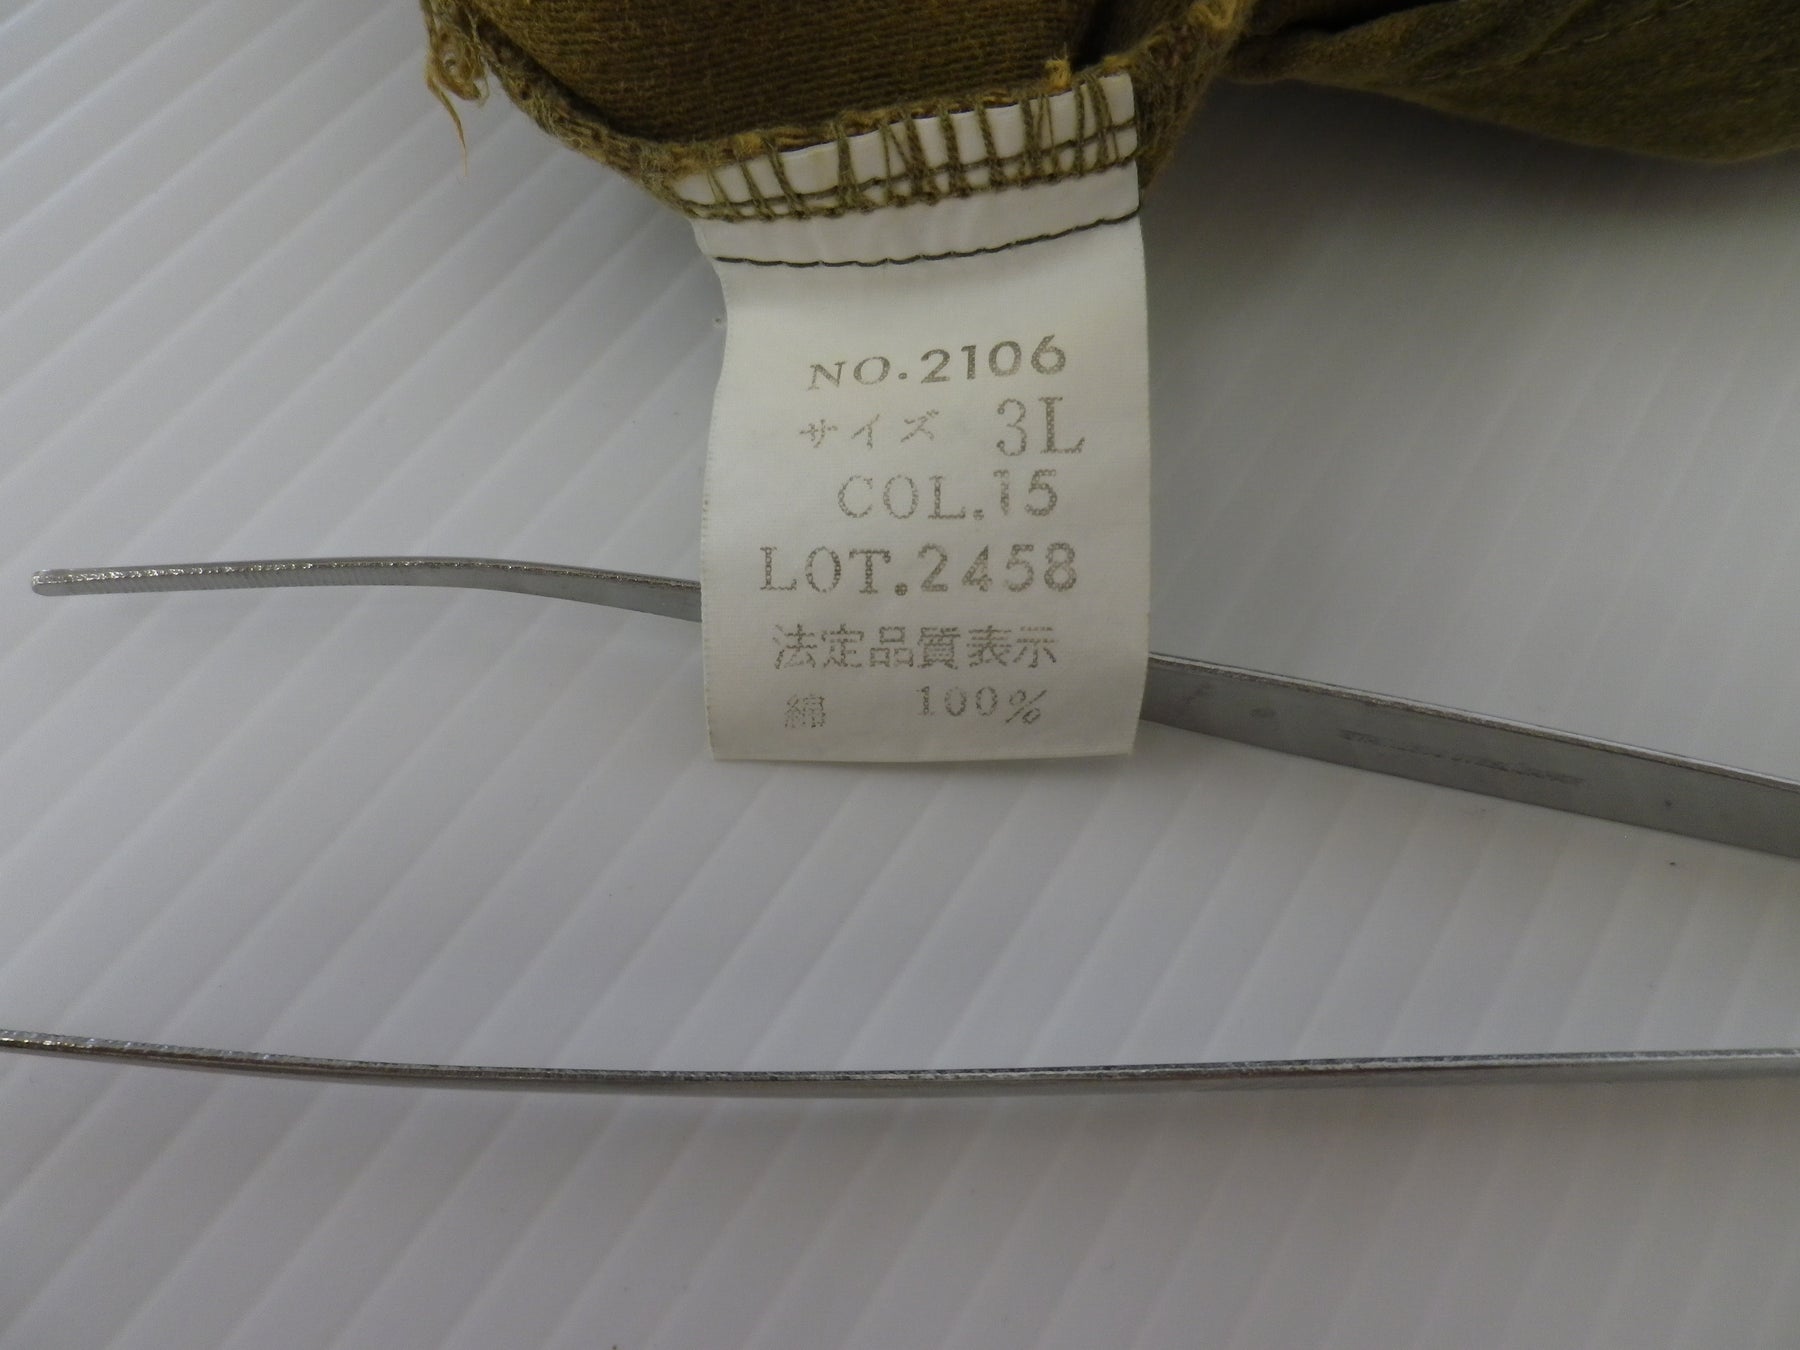 NO.2106
サイズ 3L
COL.15
LOT.2458
法定品質表示
綿 100%